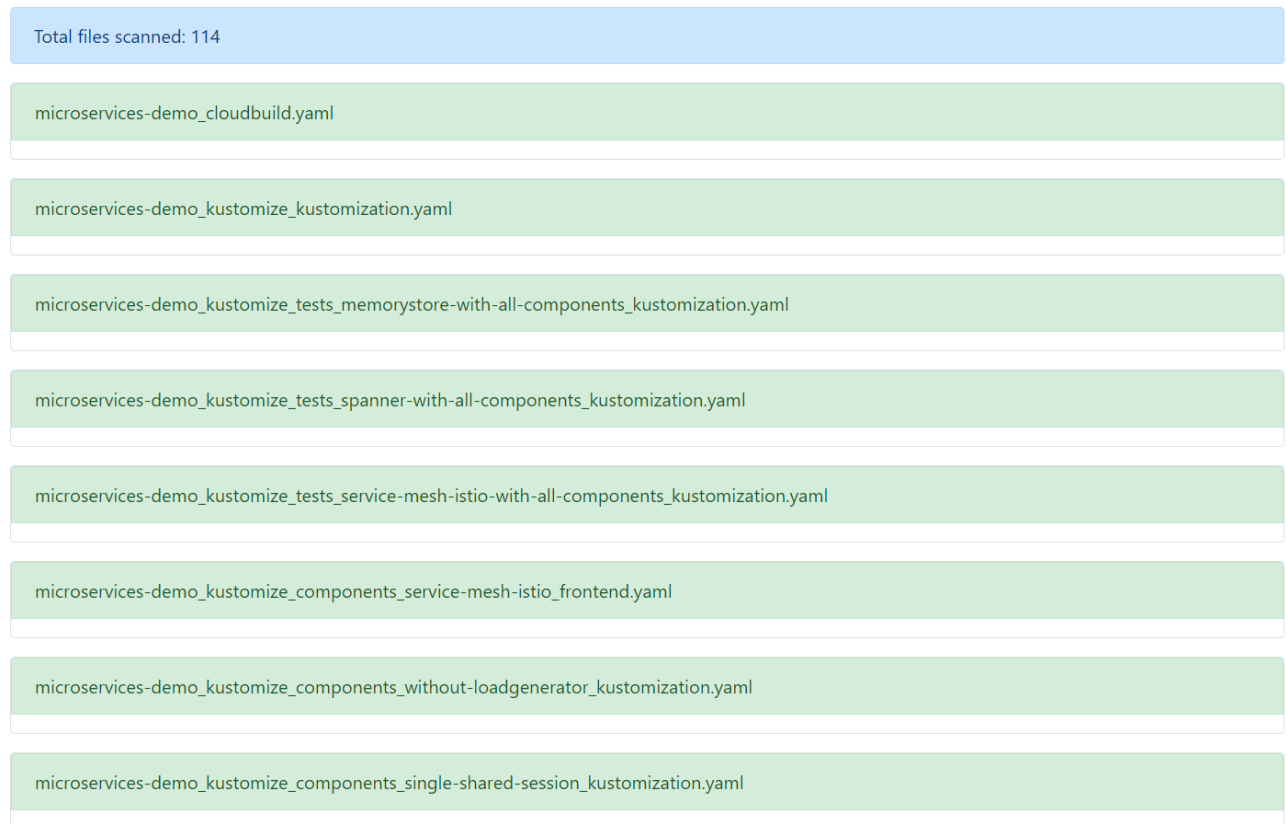 Total files scanned: 114
microservices-demo_cloudbuild.yaml
microservices-demo_kustomize_kustomization.yaml
microservices-demo_kustomize_tests_memorystore-with-all-components_kustomization.yaml
microservices-demo_kustomize_tests_spanner-with-all-components_kustomization.yaml
microservices-demo_kustomize_tests_service-mesh-istio-with-all-components_kustomization.yaml
microservices-demo_kustomize_components_service-mesh-istio_frontend.yaml
microservices-demo_kustomize_components_without-loadgenerator_kustomization.yaml
microservices-demo_kustomize_components_single-shared-session_kustomization.yaml